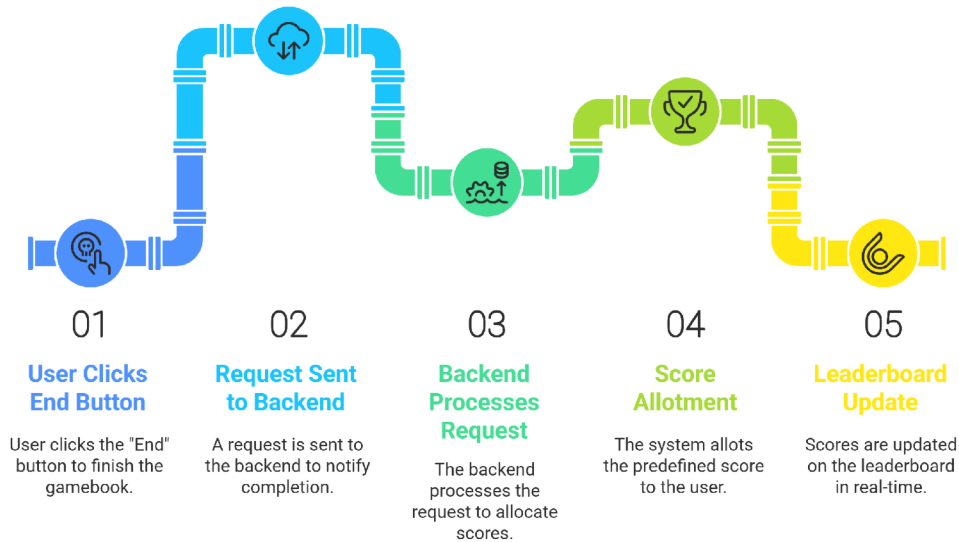 01
User Clicks
End Button
User clicks the "End"
button to finish the
gamebook.
02
Request Sent
to Backend
A request is sent to
the backend to notify
completion.
03
Backend
Processes
Request
The backend
processes the
request to allocate
scores.
04
Score
Allotment
The system allots
the predefined score
to the user.
05
Leaderboard
Update
Scores are updated
on the leaderboard
in real-time.